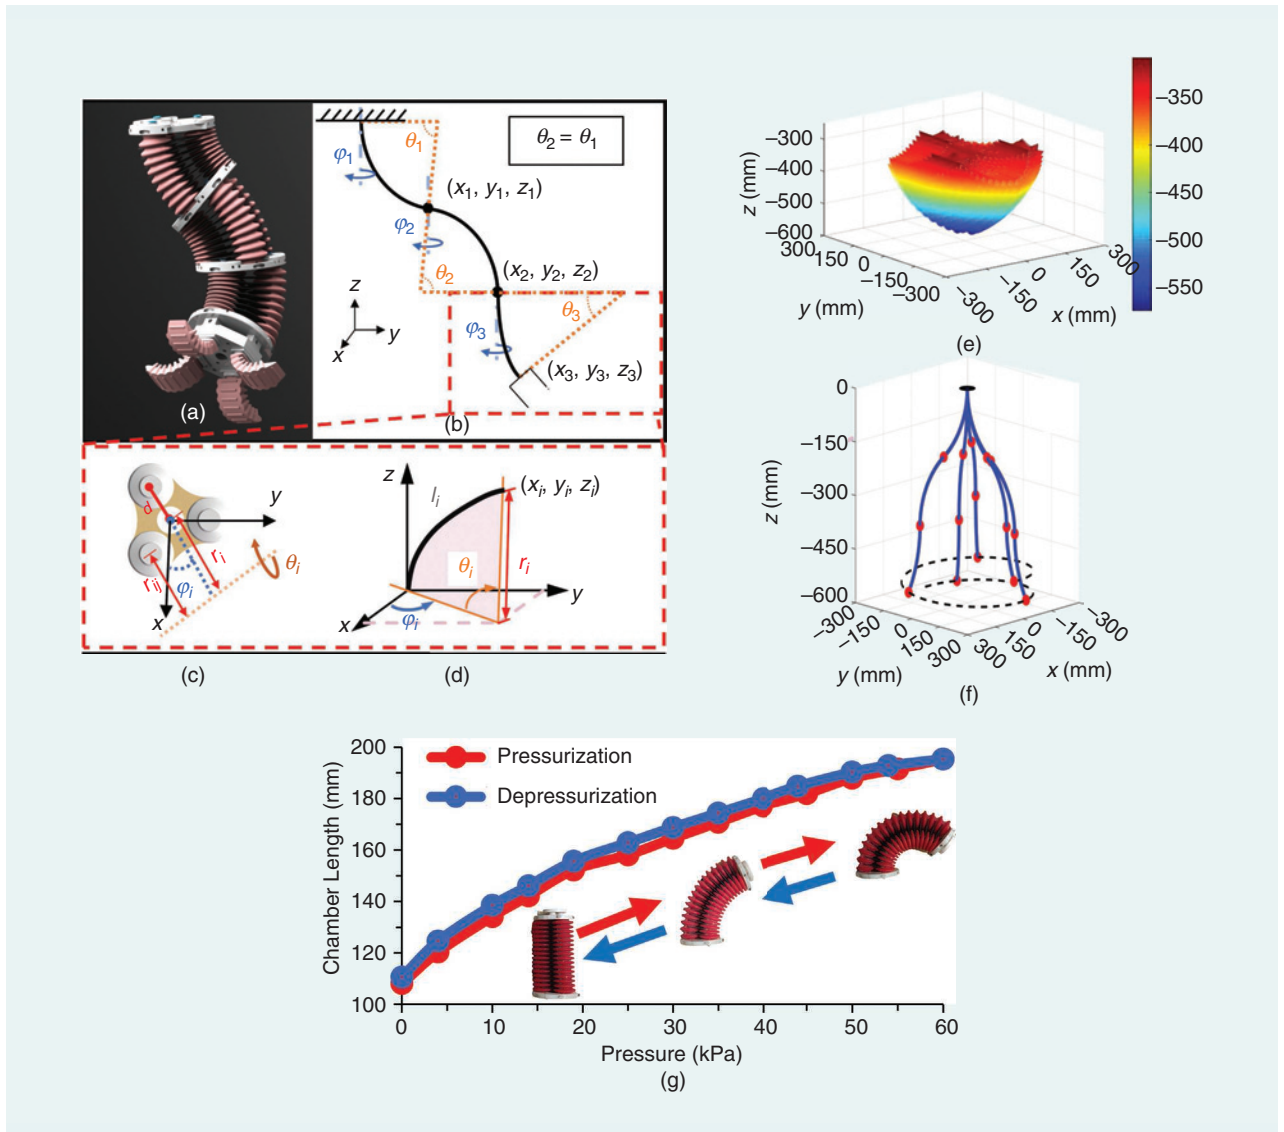 (a)
φ1
θ1
θ2 = θ1
(x1, y1, z1)
φ2
θ2
(x2, y2, z2)
z
y
x
φ3
θ3
(x3, y3, z3)
(b)
d
y
ri
rij
φi
θi
x
(c)
z
li
(xi, yi, zi)
θi
ri
y
x
φi
(d)
−300
−400
−500
−600
z (mm)
300
150
0
−150
−300
y (mm)
−300
−150
0
150
300
x (mm)
−350
−400
−450
−500
−550
(e)
0
−150
−300
−450
−600
z (mm)
−300
−150
0
150
300
y (mm)
300
150
0
−150
−300
x (mm)
(f)
200
180
160
140
120
100
Chamber Length (mm)
Pressurization
Depressurization
0 10 20 30 40 50 60
Pressure (kPa)
(g)